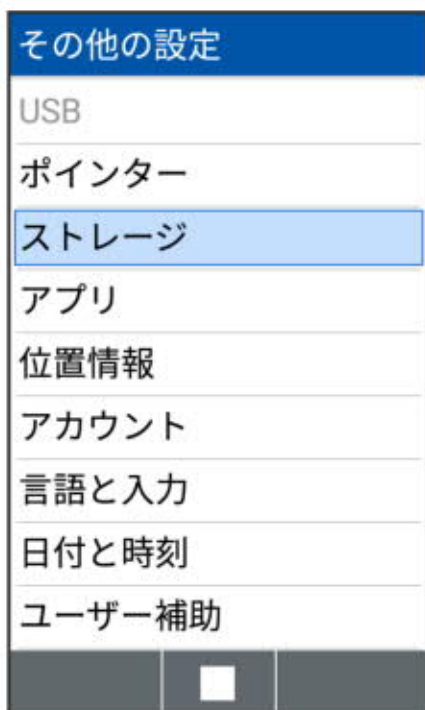 その他の設定
USB
ポインター
ストレージ
アプリ
位置情報
アカウント
言語と入力
日付と時刻
ユーザー補助